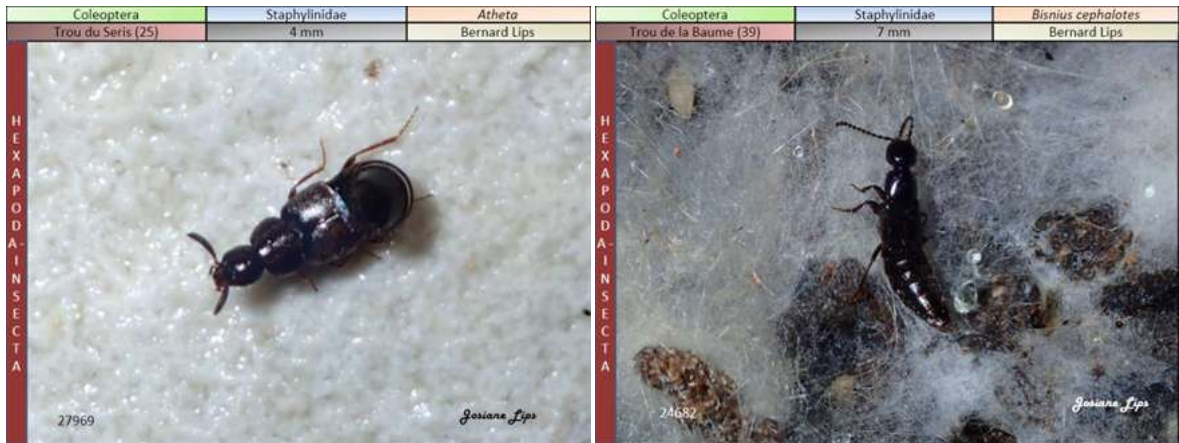 Coleoptera Staphylinidae Atheta
Trou du Seris (25) 4 mm Bernard Lips
HEXAPODA-INSECTA
27969
Josiane Lips
Coleoptera Staphylinidae Bisnius cephalotes
Trou de la Baume (39) 7 mm Bernard Lips
HEXAPODA-INSECTA
24682
Josiane Lips